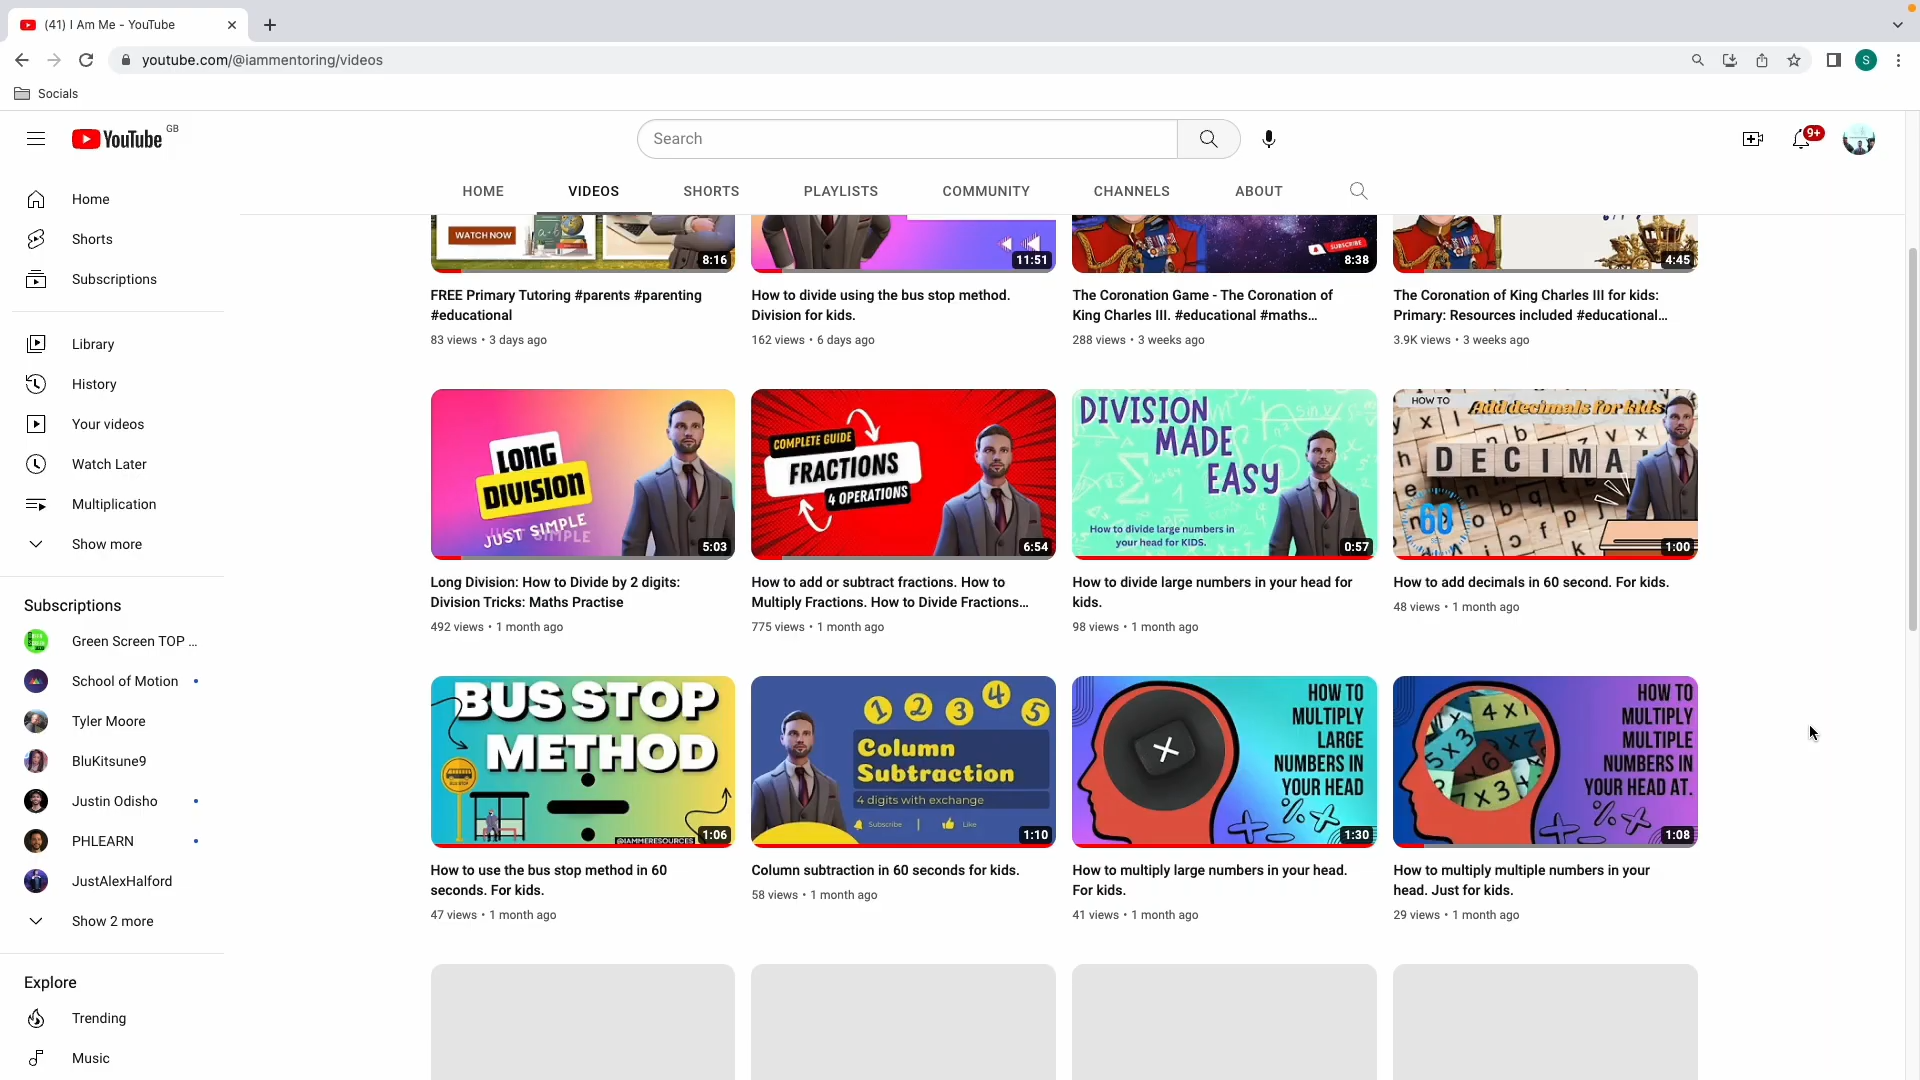 (41) I Am Me - YouTube
youtube.com/@iammentoring/videos
S
Socials
YouTube GB
Search
9+
HOME VIDEOS SHORTS PLAYLISTS COMMUNITY CHANNELS ABOUT
Home
Shorts
Subscriptions
Library
History
Your videos
Watch Later
Multiplication
Show more
Subscriptions
Green Screen TOP ...
School of Motion
Tyler Moore
BluKitsune9
Justin Odisho
PHLEARN
JustAlexHalford
Show 2 more
Explore
Trending
Music
WATCH NOW
8:16
11:51
SUBSCRIBE
8:38
4:45
FREE Primary Tutoring #parents #parenting
#educational
83 views • 3 days ago
How to divide using the bus stop method.
Division for kids.
162 views • 6 days ago
The Coronation Game - The Coronation of
King Charles III. #educational #maths...
288 views • 3 weeks ago
The Coronation of King Charles III for kids:
Primary: Resources included #educational...
3.9K views • 3 weeks ago
LONG
DIVISION
JUST SIMPLE
5:03
COMPLETE GUIDE
FRACTIONS
4 OPERATIONS
6:54
DIVISION
MADE
EASY
How to divide large numbers in
your head for KIDS.
0:57
HOW TO
Add decimals for kids
DECIMA
60
1:00
Long Division: How to Divide by 2 digits:
Division Tricks: Maths Practise
492 views • 1 month ago
How to add or subtract fractions. How to
Multiply Fractions. How to Divide Fractions...
775 views • 1 month ago
How to divide large numbers in your head for
kids.
98 views • 1 month ago
How to add decimals in 60 second. For kids.
48 views • 1 month ago
BUS STOP
METHOD
@IAMMERESOURCES
1:06
1 2 3 4 5
Column
Subtraction
4 digits with exchange
Subscribe | Like
1:10
HOW TO
MULTIPLY
LARGE
NUMBERS IN
YOUR HEAD
1:30
HOW TO
MULTIPLY
MULTIPLE
NUMBERS IN
YOUR HEAD AT.
4X1
5X3
7X3
1:08
How to use the bus stop method in 60
seconds. For kids.
47 views • 1 month ago
Column subtraction in 60 seconds for kids.
58 views • 1 month ago
How to multiply large numbers in your head.
For kids.
41 views • 1 month ago
How to multiply multiple numbers in your
head. Just for kids.
29 views • 1 month ago